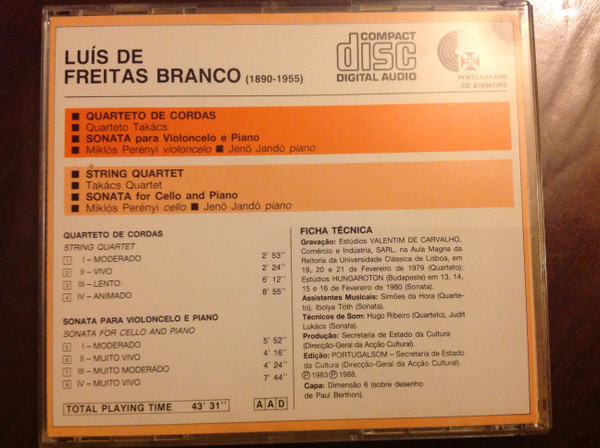 LUÍS DE
FREITAS BRANCO (1890-1955)
COMPACT
disc
DIGITAL AUDIO
PORTUGALSOM
■ QUARTETO DE CORDAS
■ Quarteto Takács
■ SONATA para Violoncelo e Piano
■ Miklós Perényi violoncelo ■ Jenö Jandó piano
■ STRING QUARTET
■ Takács Quartet
■ SONATA for Cello and Piano
■ Miklós Perényi cello ■ Jenö Jandó piano
QUARTETO DE CORDAS
STRING QUARTET
1 I – MODERADO 2' 53''
2 II – VIVO 2' 24''
3 III – LENTO 6' 12''
4 IV – ANIMADO 8' 55''
SONATA PARA VIOLONCELO E PIANO
SONATA FOR CELLO AND PIANO
5 I – MODERADO 5' 52''
6 II – MUITO VIVO 4' 16''
7 III – MUITO MODERADO 4' 24''
8 IV – MUITO VIVO 7' 44''
TOTAL PLAYING TIME 43' 31'' AAD
FICHA TÉCNICA
Gravação: Estúdios VALENTIM DE CARVALHO,
Comércio e Indústria, SARL, na Aula Magna da
Reitoria da Universidade Clássica de Lisboa, em
19, 20 e 21 de Fevereiro de 1979 (Quarteto);
Estúdios HUNGAROTON (Budapeste) em 13, 14,
15 e 16 de Fevereiro de 1980 (Sonata).
Assistentes Musicais: Simões da Hora (Quarte-
to), Ibolya Tóth (Sonata).
Técnicos de Som: Hugo Ribeiro (Quarteto), Judit
Lukács (Sonata).
Produção: Secretaria de Estado da Cultura
(Direcção-Geral da Acção Cultural).
Edição: PORTUGALSOM – Secretaria de Estado
da Cultura (Direcção-Geral da Acção Cultural).
Ⓟ 1983 Ⓟ 1988.
Capa: Dimensão 6 (sobre desenho
de Paul Berthon).